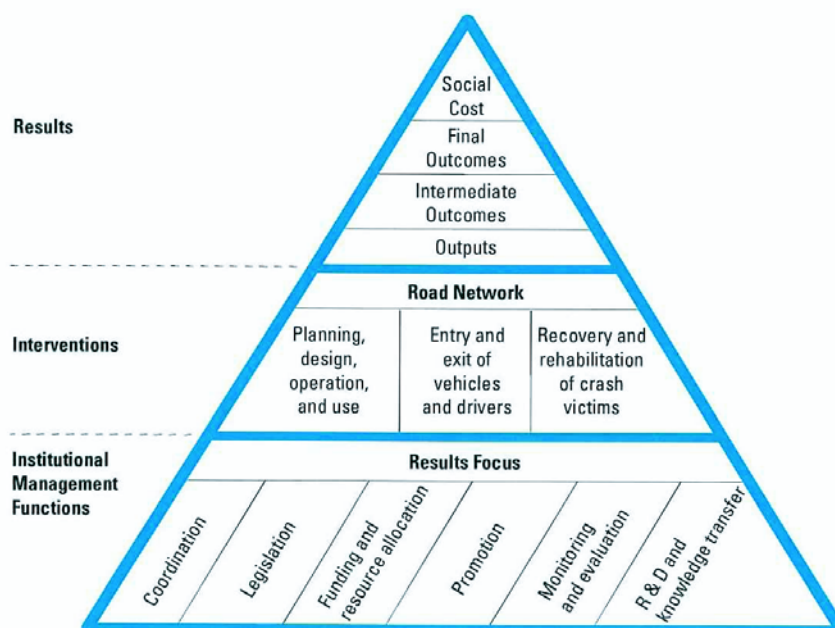 Results
Social
Cost
Final
Outcomes
Intermediate
Outcomes
Outputs
Interventions
Road Network
Planning,
design,
operation,
and use
Entry and
exit of
vehicles
and drivers
Recovery and
rehabilitation
of crash
victims
Institutional
Management
Functions
Results Focus
Coordination
Legislation
Funding and
resource allocation
Promotion
Monitoring
and evaluation
R & D and
knowledge transfer